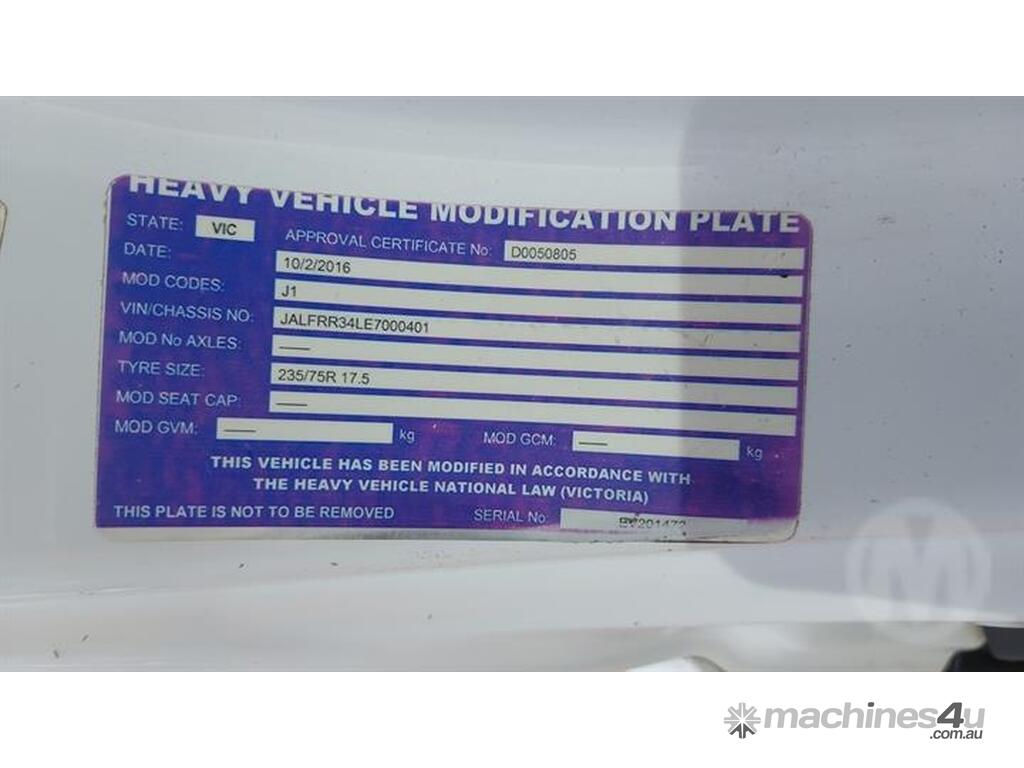 HEAVY VEHICLE MODIFICATION PLATE
STATE: VIC APPROVAL CERTIFICATE No: D0050805
DATE: 10/2/2016
MOD CODES: J1
VIN/CHASSIS NO: JALFRR34LE7000401
MOD No AXLES: —
TYRE SIZE: 235/75R 17.5
MOD SEAT CAP: —
MOD GVM: — kg MOD GCM: — kg
THIS VEHICLE HAS BEEN MODIFIED IN ACCORDANCE WITH
THE HEAVY VEHICLE NATIONAL LAW (VICTORIA)
THIS PLATE IS NOT TO BE REMOVED SERIAL No
M
machines4u
.com.au